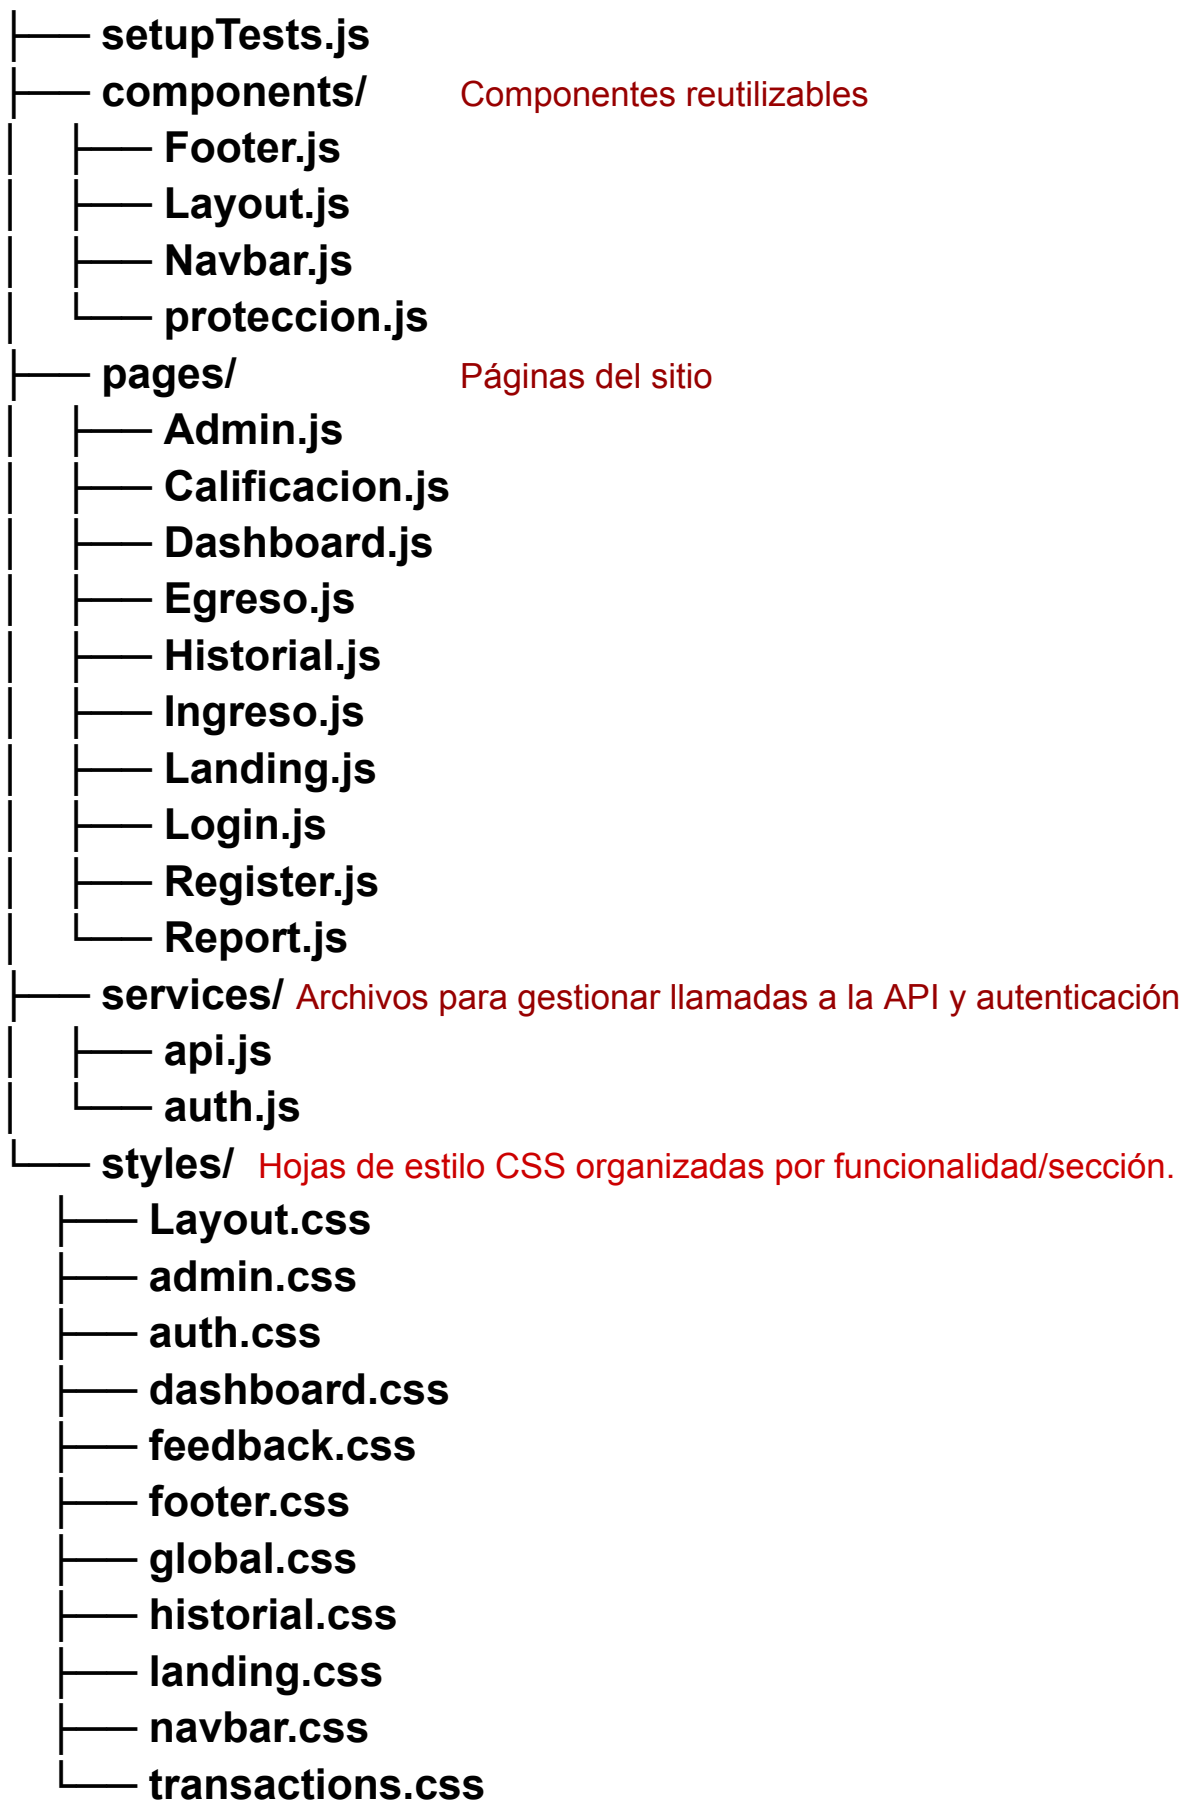 ├── setupTests.js
├── components/ Componentes reutilizables
│ ├── Footer.js
│ ├── Layout.js
│ ├── Navbar.js
│ └── proteccion.js
├── pages/ Páginas del sitio
│ ├── Admin.js
│ ├── Calificacion.js
│ ├── Dashboard.js
│ ├── Egreso.js
│ ├── Historial.js
│ ├── Ingreso.js
│ ├── Landing.js
│ ├── Login.js
│ ├── Register.js
│ └── Report.js
├── services/ Archivos para gestionar llamadas a la API y autenticación
│ ├── api.js
│ └── auth.js
└── styles/ Hojas de estilo CSS organizadas por funcionalidad/sección.
├── Layout.css
├── admin.css
├── auth.css
├── dashboard.css
├── feedback.css
├── footer.css
├── global.css
├── historial.css
├── landing.css
├── navbar.css
└── transactions.css